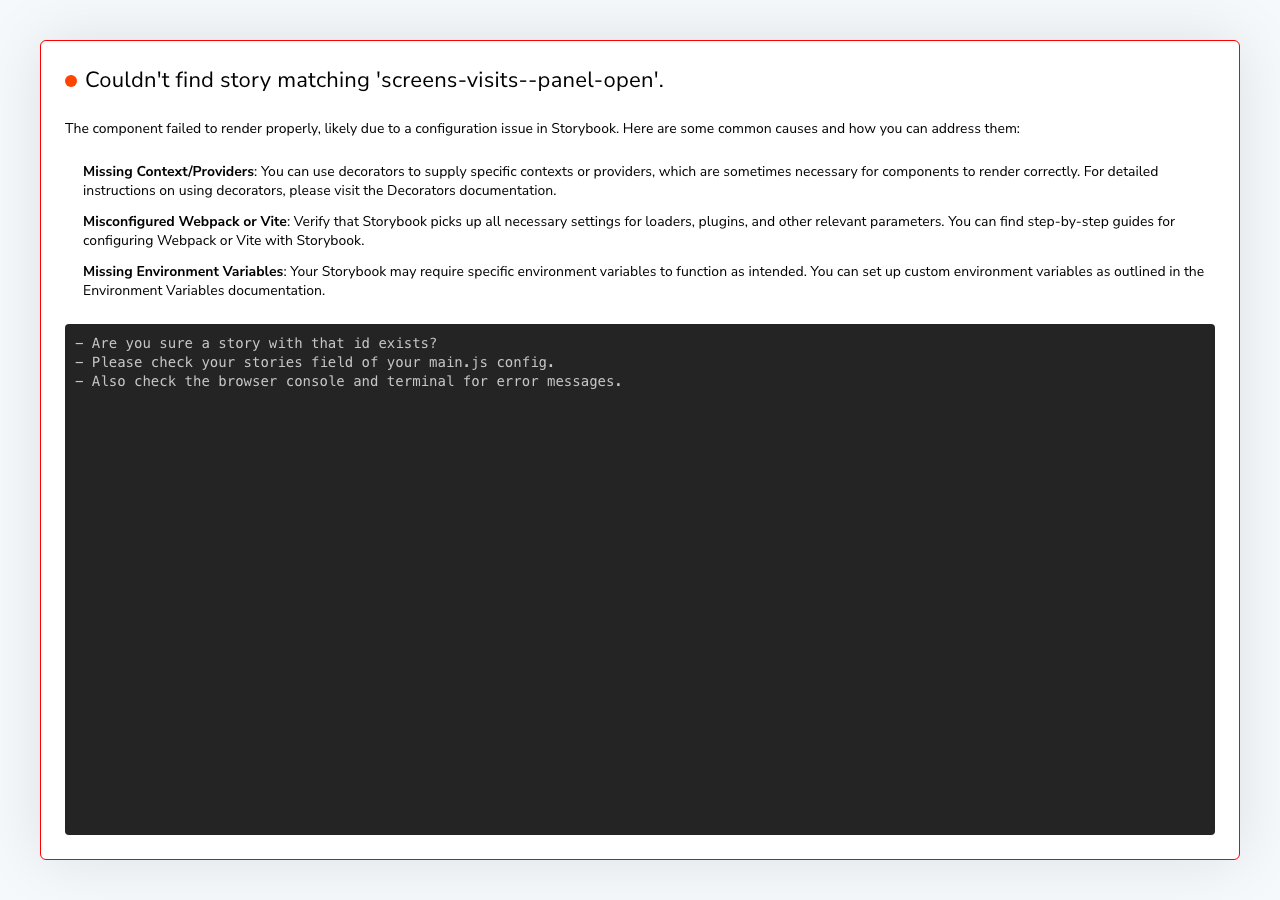 Couldn't find story matching 'screens-visits--panel-open'.
The component failed to render properly, likely due to a configuration issue in Storybook. Here are some common causes and how you can address them:
Missing Context/Providers: You can use decorators to supply specific contexts or providers, which are sometimes necessary for components to render correctly. For detailed
instructions on using decorators, please visit the Decorators documentation.
Misconfigured Webpack or Vite: Verify that Storybook picks up all necessary settings for loaders, plugins, and other relevant parameters. You can find step-by-step guides for
configuring Webpack or Vite with Storybook.
Missing Environment Variables: Your Storybook may require specific environment variables to function as intended. You can set up custom environment variables as outlined in the
Environment Variables documentation.
- Are you sure a story with that id exists?
- Please check your stories field of your main.js config.
- Also check the browser console and terminal for error messages.